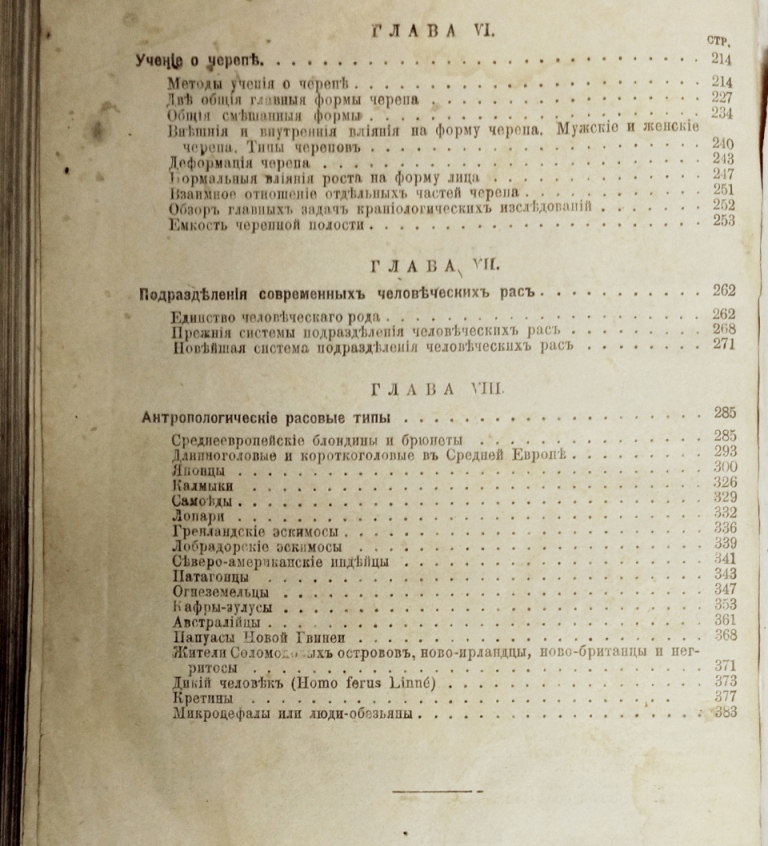 ГЛАВА VI.
СТР.
Ученіе о черепѣ. 214
Методы ученія о черепѣ 214
Двѣ общія главныя формы черепа 227
Общія смѣшанныя формы 234
Внѣшнія и внутреннія вліянія на форму черепа. Мужскіе и женскіе
черепа. Типы череповъ 240
Деформація черепа 243
Нормальныя вліянія роста на форму лица 247
Взаимное отношеніе отдѣльныхъ частей черепа 251
Обзоръ главныхъ задачъ краніологическихъ изслѣдованій 252
Емкость черепной полости 253
ГЛАВА VII.
Подраздѣленія современныхъ человѣческихъ расъ 262
Единство человѣческаго рода 262
Прежнія системы подраздѣленія человѣческихъ расъ 268
Новѣйшая система подраздѣленія человѣческихъ расъ 271
ГЛАВА VIII.
Антропологическіе расовые типы 285
Среднеевропейскіе блондины и брюнеты 285
Длинноголовые и короткоголовые въ Средней Европѣ 293
Японцы 300
Калмыки 326
Самоѣды 329
Лопари 332
Гренландскіе эскимосы 336
Лобрадорскіе эскимосы 339
Сѣверо-американскіе индѣйцы 341
Патагонцы 343
Огнеземельцы 347
Кафры-зулусы 353
Австралійцы 361
Папуасы Новой Гвинеи 368
Жители Соломоновыхъ острововъ, ново-ирландцы, ново-британцы и нег-
ритосы 371
Дикій человѣкъ (Homo ferus Linné) 373
Кретины 377
Микроцефалы или люди-обезьяны 383